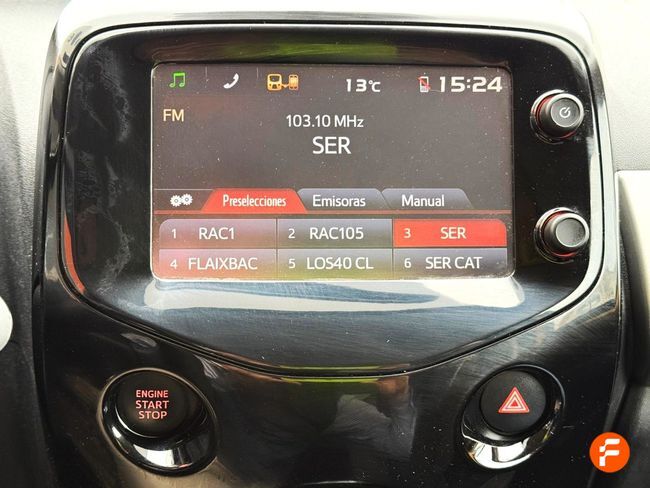 13°C 15:24
FM
103.10 MHz
SER
Preselecciones Emisoras Manual
1 RAC1 2 RAC105 3 SER
4 FLAIXBAC 5 LOS40 CL 6 SER CAT
ENGINE
START
STOP